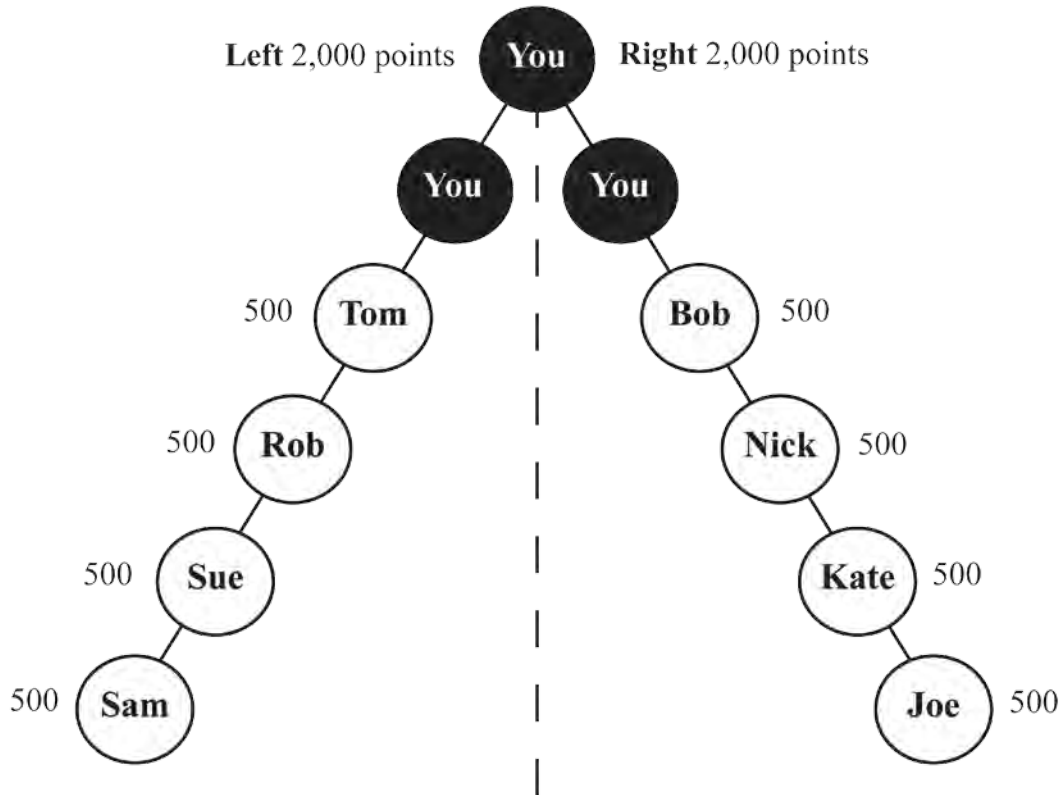 Left 2,000 points You Right 2,000 points
You You
500 Tom Bob 500
500 Rob Nick 500
500 Sue Kate 500
500 Sam Joe 500